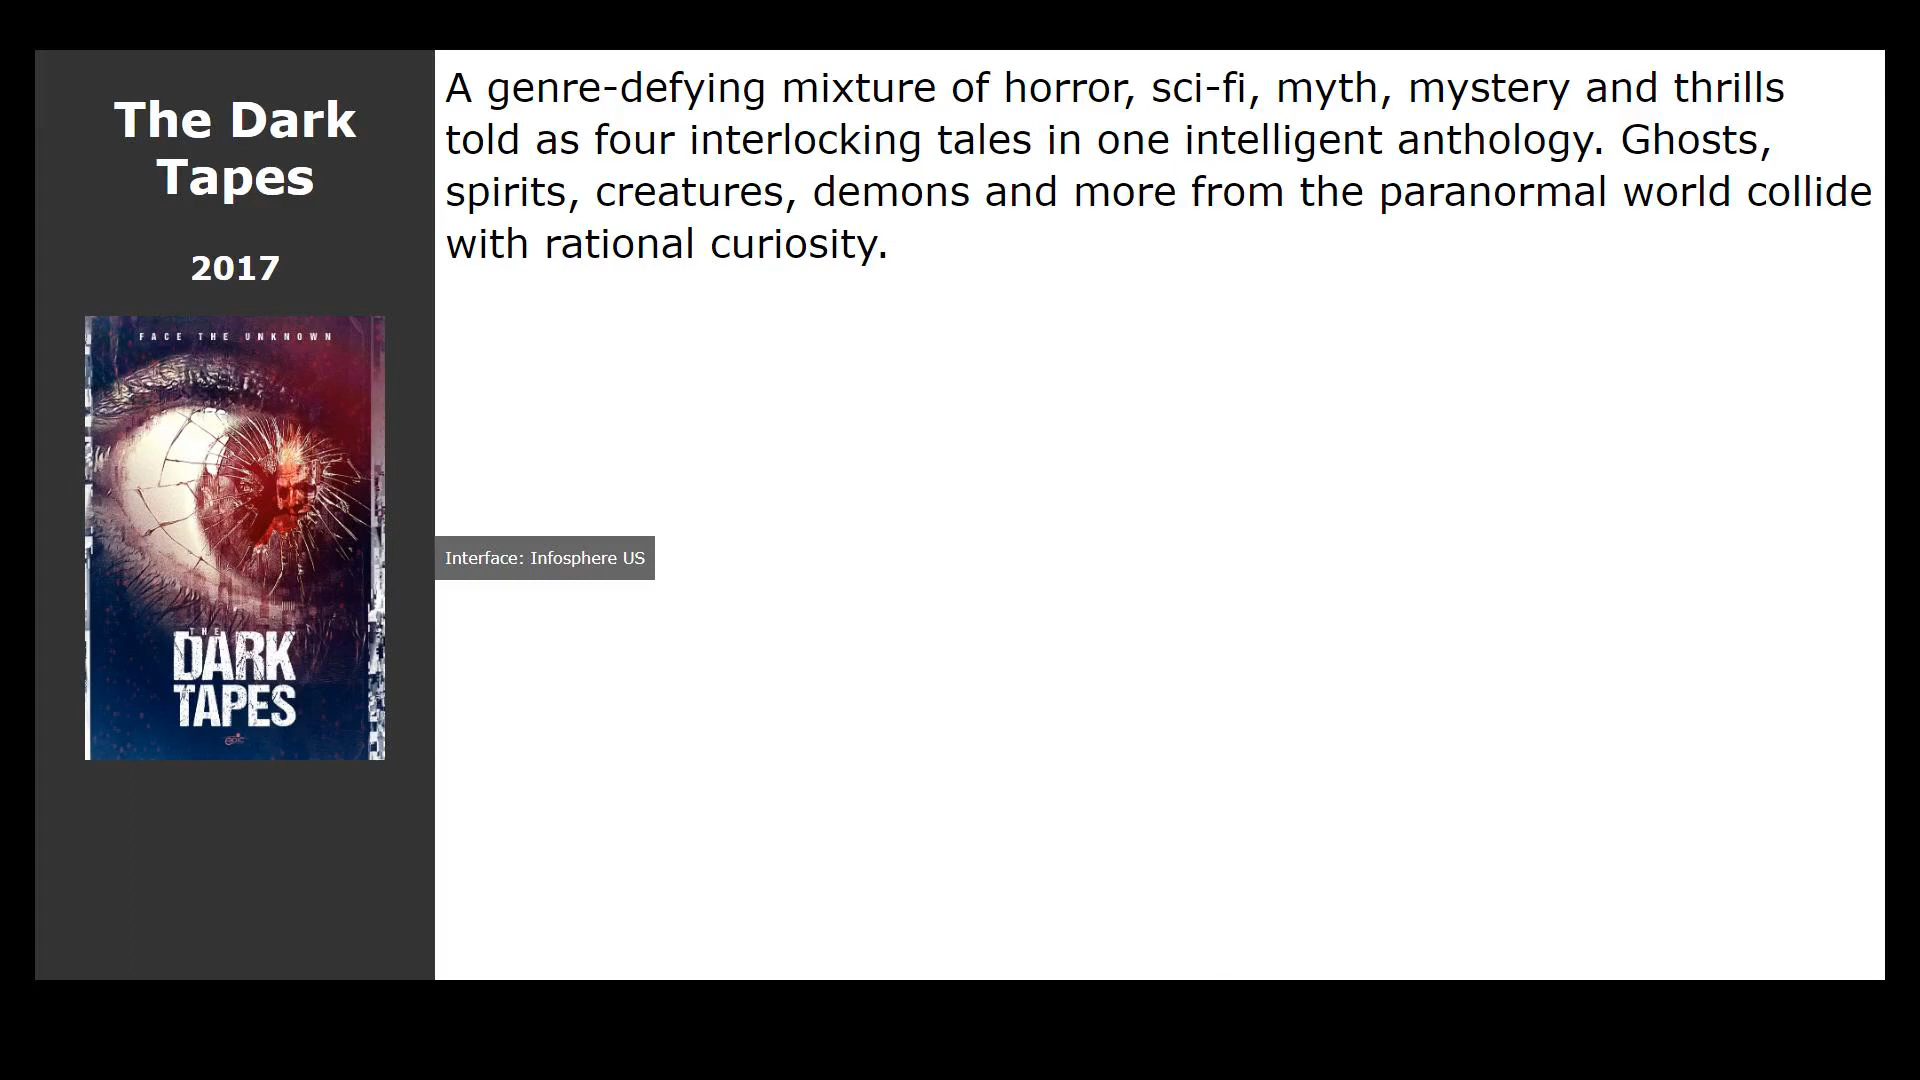 The Dark
Tapes
2017
FACE THE UNKNOWN
THE
DARK
TAPES
epic
A genre-defying mixture of horror, sci-fi, myth, mystery and thrills
told as four interlocking tales in one intelligent anthology. Ghosts,
spirits, creatures, demons and more from the paranormal world collide
with rational curiosity.
Interface: Infosphere US